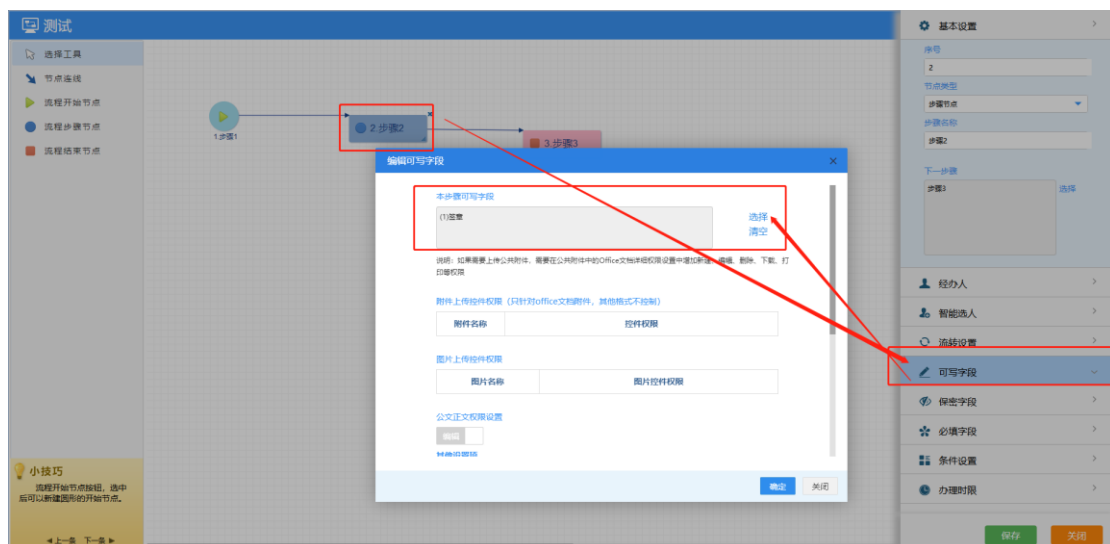 测试
选择工具
节点连线
流程开始节点
流程步骤节点
流程结束节点
1.步骤1
2.步骤2
3.步骤3
小技巧
流程开始节点按钮，选中
后可以新建圆形的开始节点。
◀上一条 下一条▶
编辑可写字段
×
本步骤可写字段
(1)签章
选择
清空
说明：如果需要上传公共附件，需要在公共附件中的Office文档详细权限设置中增加新建、编辑、删除、下载、打
印等权限
附件上传控件权限（只针对office文档附件，其他格式不控制）
附件名称 控件权限
图片上传控件权限
图片名称 图片控件权限
公文正文权限设置
编辑
其他设置项
确定 关闭
基本设置
序号
2
节点类型
步骤节点
步骤名称
步骤2
下一步骤
步骤3
选择
经办人
智能选人
流转设置
可写字段
保密字段
必填字段
条件设置
办理时限
保存 关闭